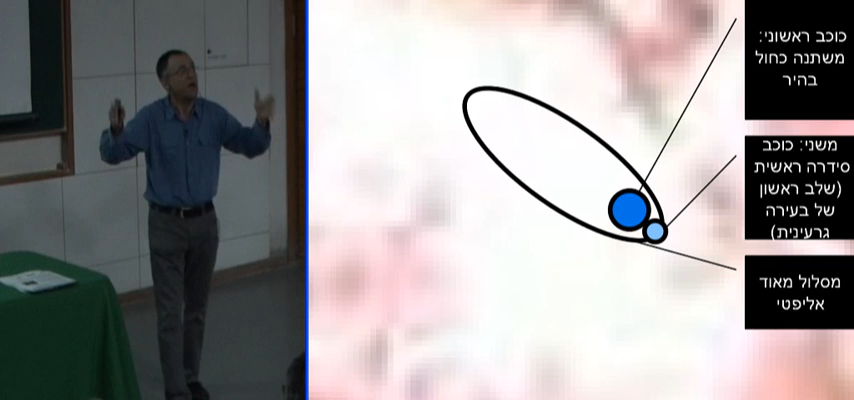 כוכב ראשוני:
משתנה כחול
בהיר
משני: כוכב
סידרה ראשית
(שלב ראשון
של בעירה
גרעינית)
מסלול מאוד
אליפטי